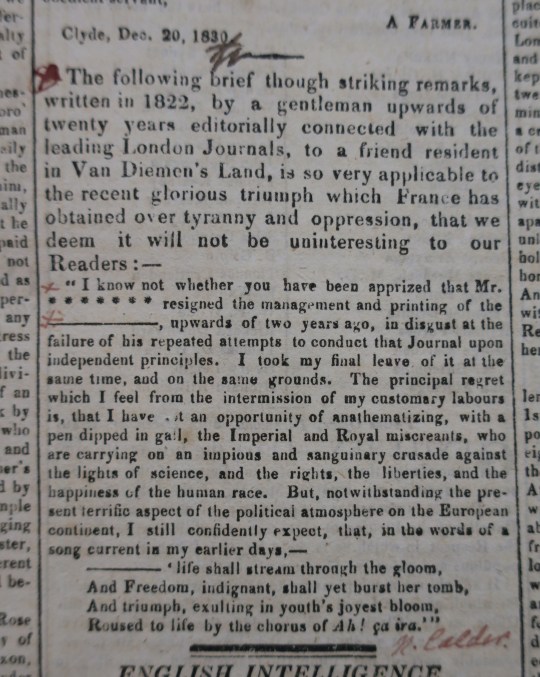 obedient servant,
A FARMER.
Clyde, Dec. 20, 1830.
The following brief though striking remarks,
written in 1822, by a gentleman upwards of
twenty years editorially connected with the
leading London Journals, to a friend resident
in Van Diemen's Land, is so very applicable to
the recent glorious triumph which France has
obtained over tyranny and oppression, that we
deem it will not be uninteresting to our
Readers:—
" I know not whether you have been apprized that Mr.
* * * * * * * resigned the management and printing of the
————, upwards of two years ago, in disgust at the
failure of his repeated attempts to conduct that Journal upon
independent principles. I took my final leave of it at the
same time, and on the same grounds. The principal regret
which I feel from the intermission of my customary labours
is, that I have an opportunity of anathematizing, with a
pen dipped in gall, the Imperial and Royal miscreants, who
are carrying on an impious and sanguinary crusade against
the lights of science, and the rights, the liberties, and the
happiness of the human race. But, notwithstanding the pre-
sent terrific aspect of the political atmosphere on the European
continent, I still confidently expect, that, in the words of a
song current in my earlier days,—
———— ' life shall stream through the gloom,
And Freedom, indignant, shall yet burst her tomb,
And triumph, exulting in youth's joyest bloom,
Roused to life by the chorus of Ah! ça ira.' "
N. Calder.
ENGLISH INTELLIGENCE